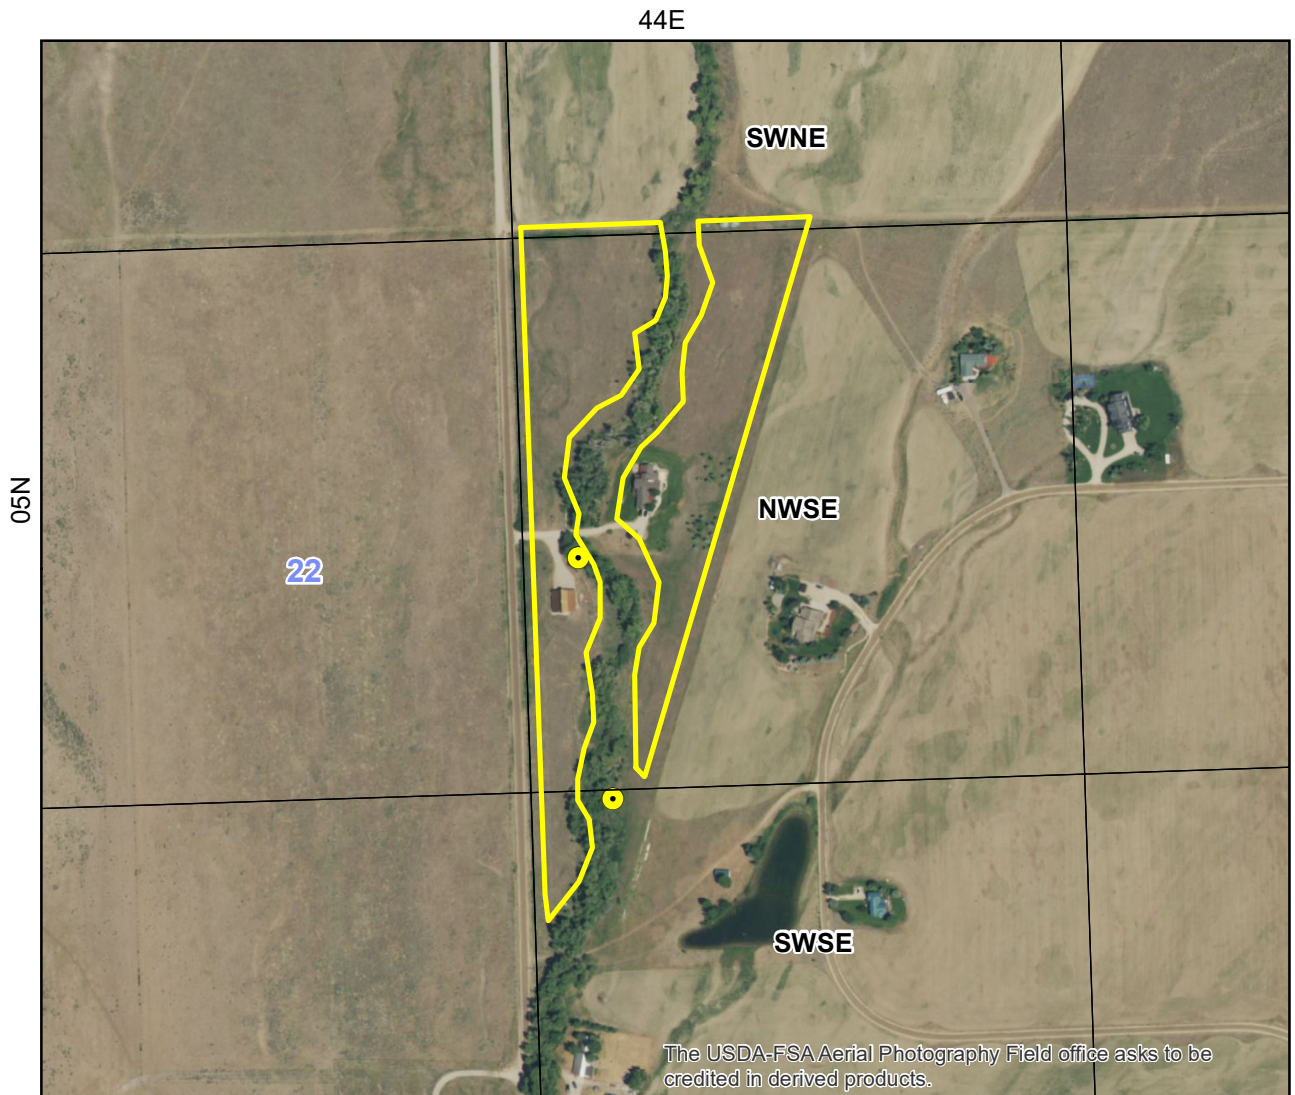 44E
SWNE
05N
NWSE
22
SWSE
The USDA-FSA Aerial Photography Field office asks to be
credited in derived products.